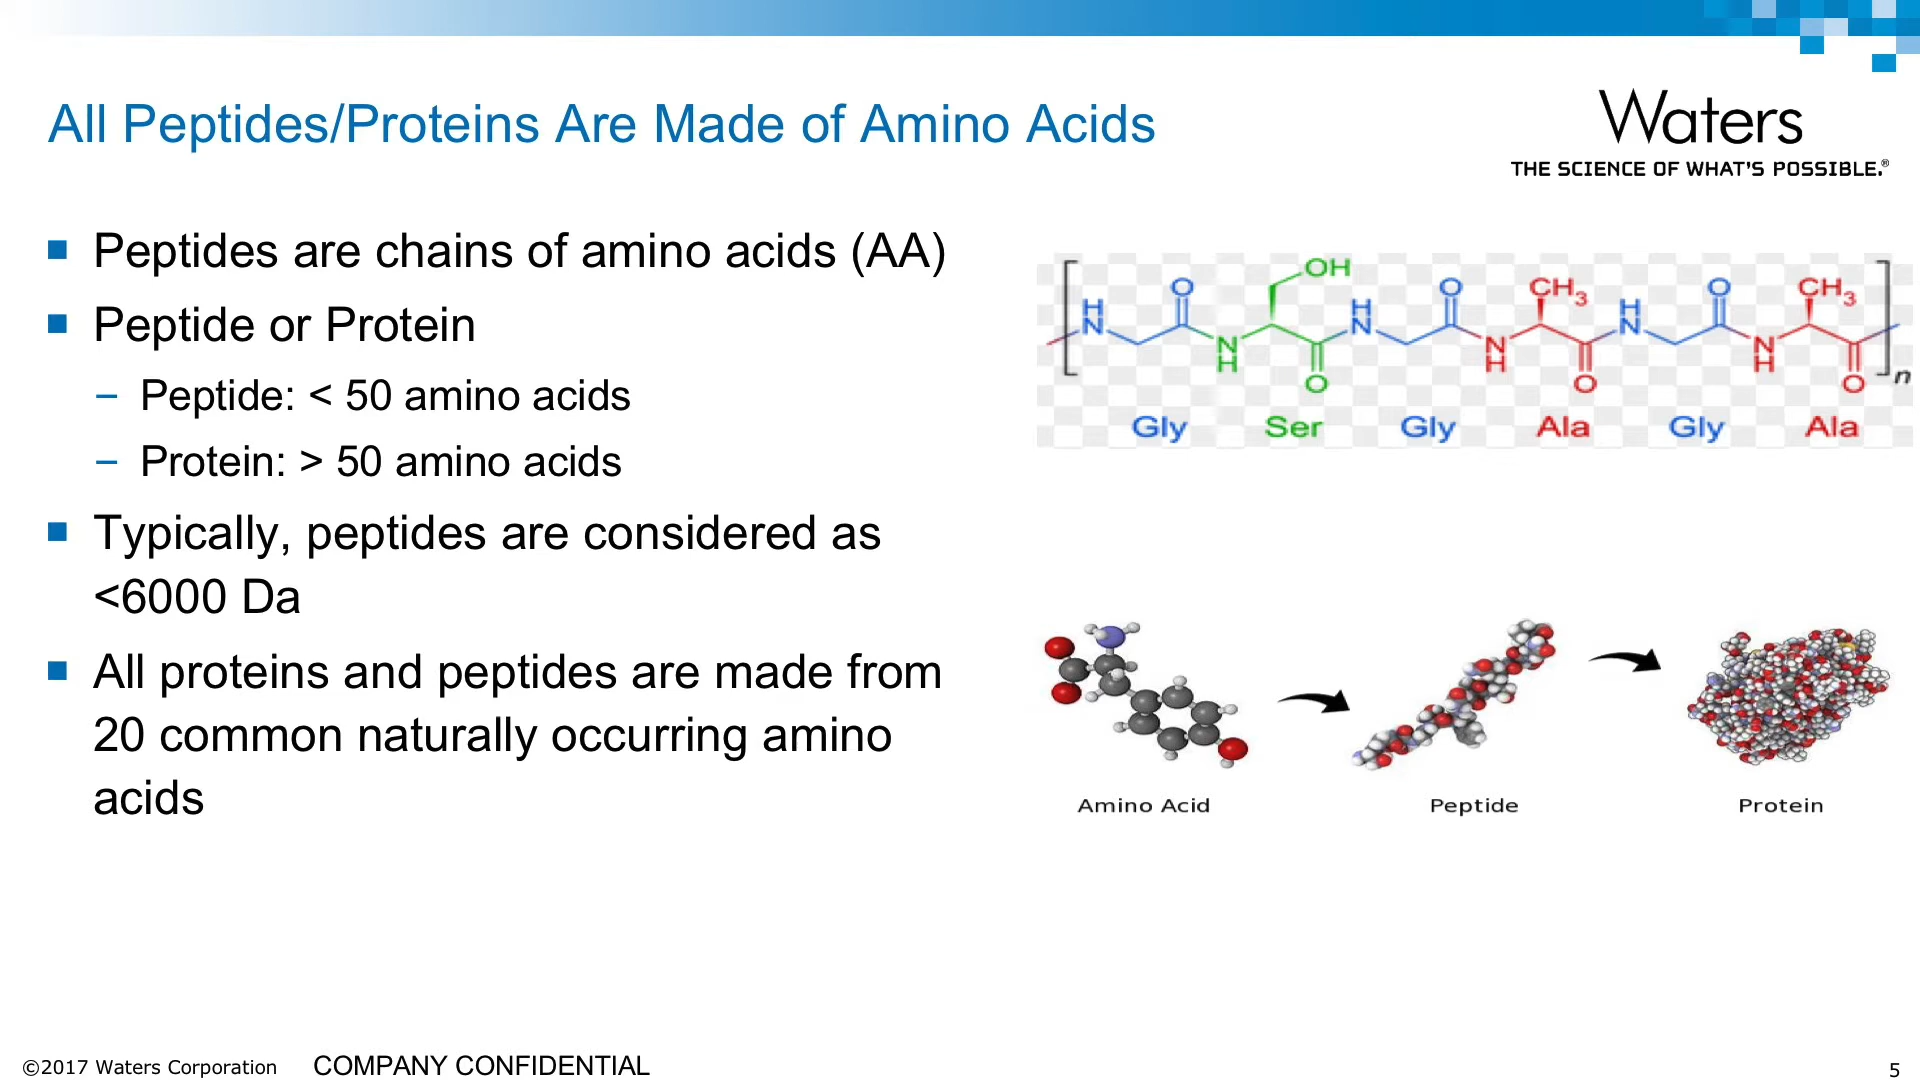 All Peptides/Proteins Are Made of Amino Acids
Waters
THE SCIENCE OF WHAT'S POSSIBLE.®
Peptides are chains of amino acids (AA)
Peptide or Protein
– Peptide: < 50 amino acids
– Protein: > 50 amino acids
Typically, peptides are considered as
<6000 Da
All proteins and peptides are made from
20 common naturally occurring amino
acids
OH
O O CH3 O CH3
H N H N H N
N H N H N H
O O O n
Gly Ser Gly Ala Gly Ala
Amino Acid Peptide Protein
©2017 Waters Corporation COMPANY CONFIDENTIAL 5